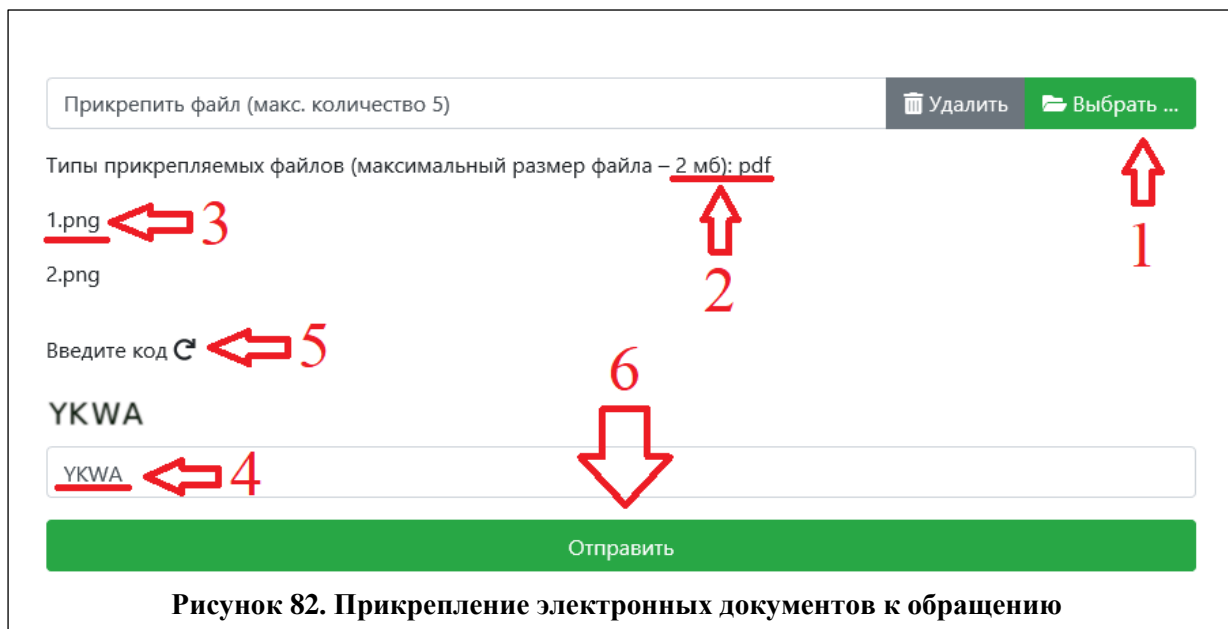 Прикрепить файл (макс. количество 5) Удалить Выбрать ...
Типы прикрепляемых файлов (максимальный размер файла – 2 мб): pdf
1
1.png 3
2
2.png
Введите код 5
6
YKWA
YKWA 4
Отправить
Рисунок 82. Прикрепление электронных документов к обращению